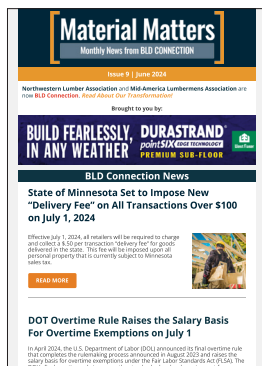 Material Matters
Monthly News from BLD CONNECTION
Issue 9 | June 2024
Northwestern Lumber Association and Mid-America Lumbermens Association are
now BLD Connection. Read About Our Transformation!
Brought to you by:
BUILD FEARLESSLY,
IN ANY WEATHER
DURASTRAND
pointSIX EDGE TECHNOLOGY
PREMIUM SUB-FLOOR
BLD Connection News
State of Minnesota Set to Impose New
“Delivery Fee” on All Transactions Over $100
on July 1, 2024
Effective July 1, 2024, all retailers will be required to charge
and collect a $.50 per transaction “delivery fee” for goods
delivered in the state. This fee will be imposed upon all
personal property that is currently subject to Minnesota
sales tax.
READ MORE
DOT Overtime Rule Raises the Salary Basis
For Overtime Exemptions on July 1
In April 2024, the U.S. Department of Labor (DOL) announced its final overtime rule
that completes the rulemaking process announced in August 2023 and raises the
salary basis for overtime exemptions under the Fair Labor Standards Act (FLSA). The